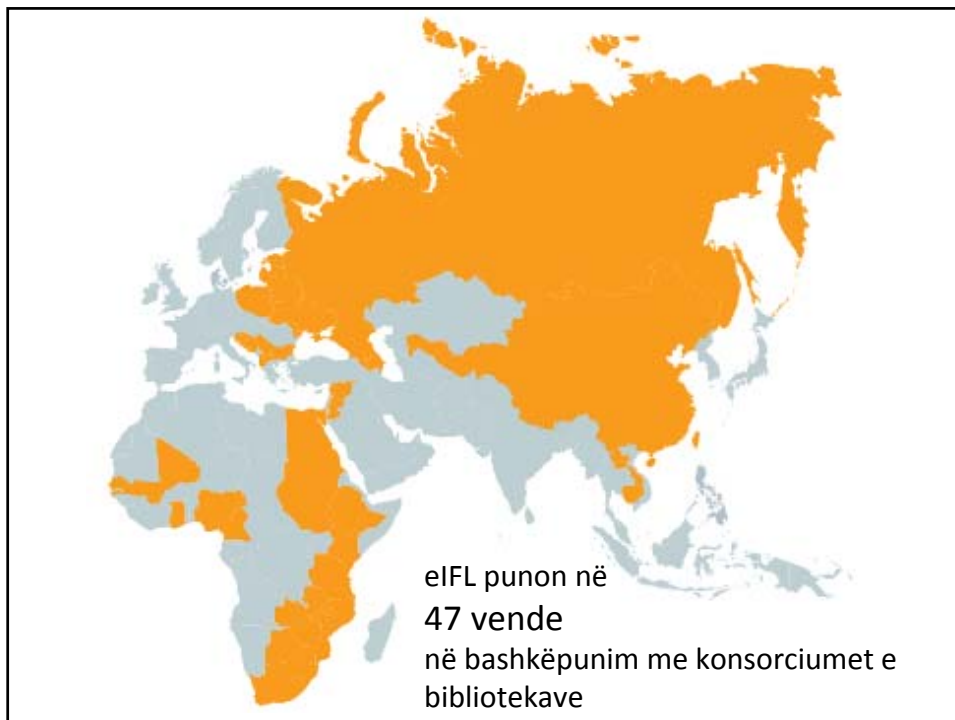 eIFL punon në
47 vende
në bashkëpunim me konsorciumet e
bibliotekave